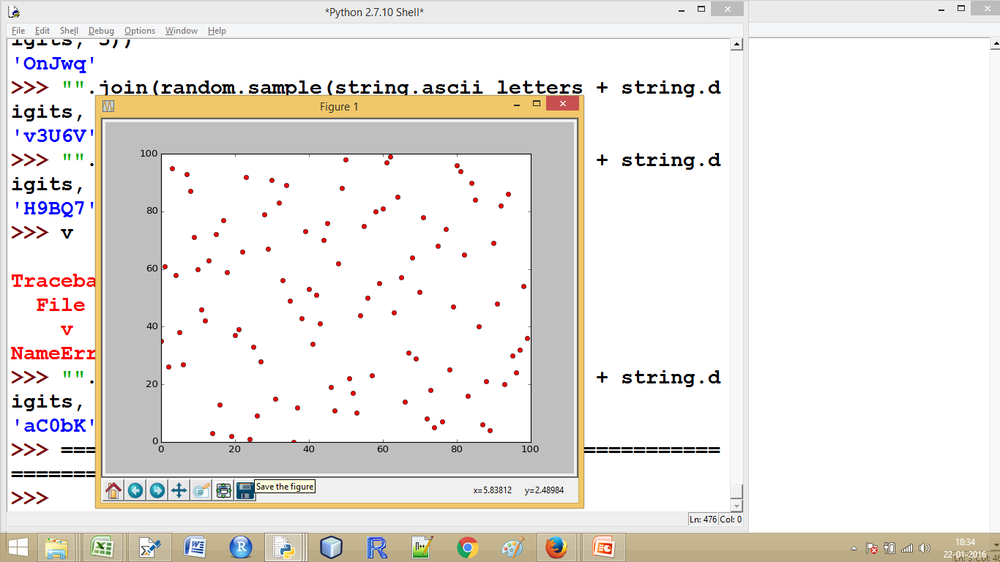 *Python 2.7.10 Shell*
File Edit Shell Debug Options Window Help
igits, 5))
'OnJwq'
>>> "".join(random.sample(string.ascii_letters + string.d
igits,
'v3U6V'
>>> "". + string.d
igits,
'H9BQ7'
>>> v
Traceba
File
v
NameErr
>>> "". + string.d
igits,
'aC0bK'
>>> ==== ===========
=======
>>>
Ln: 476 Col: 0
Figure 1
100
80
60
40
20
0
0 20 40 60 80 100
Save the figure
x=5.83812 y=2.48984
18:34
22-01-2016